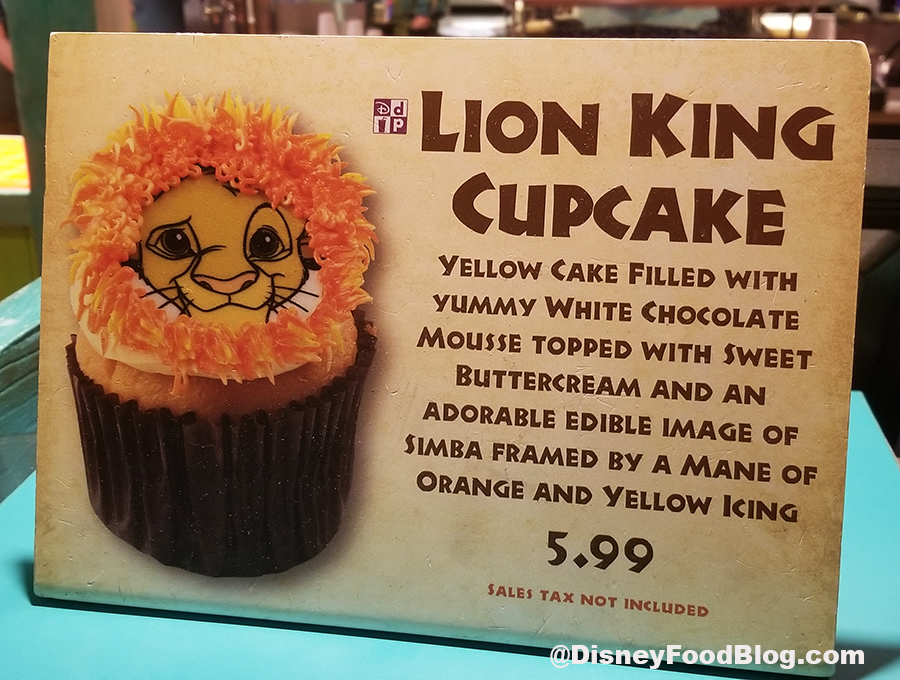 D d
P
LION KING
CUPCAKE
YELLOW CAKE FILLED WITH
YUMMY WHITE CHOCOLATE
MOUSSE TOPPED WITH SWEET
BUTTERCREAM AND AN
ADORABLE EDIBLE IMAGE OF
SIMBA FRAMED BY A MANE OF
ORANGE AND YELLOW ICING
5.99
SALES TAX NOT INCLUDED
@DisneyFoodBlog.com